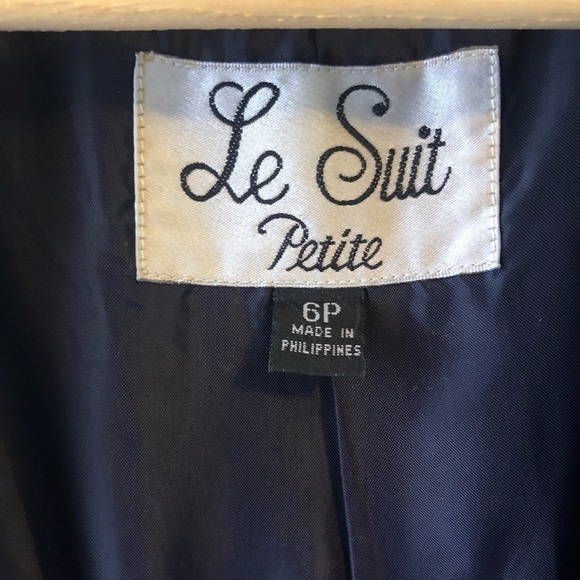 Le Suit
Petite
6P
MADE IN
PHILIPPINES